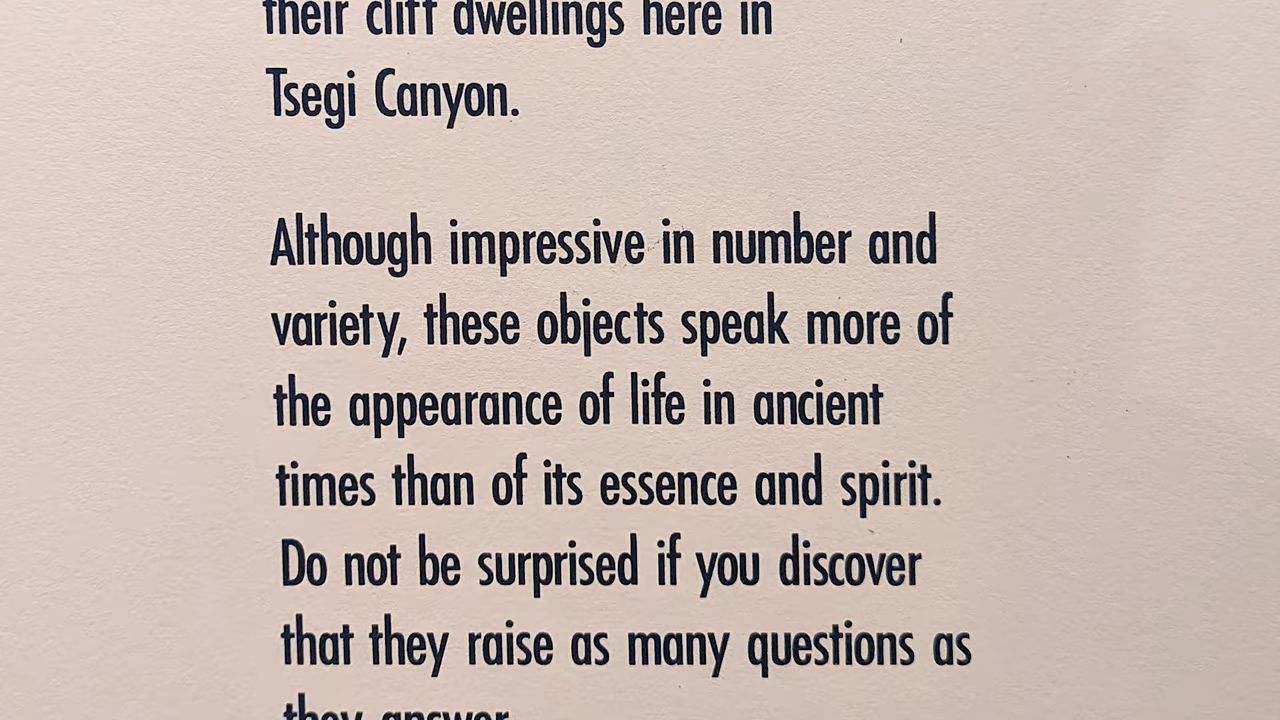 their cliff dwellings here in
Tsegi Canyon.
Although impressive in number and
variety, these objects speak more of
the appearance of life in ancient
times than of its essence and spirit.
Do not be surprised if you discover
that they raise as many questions as
they answer.